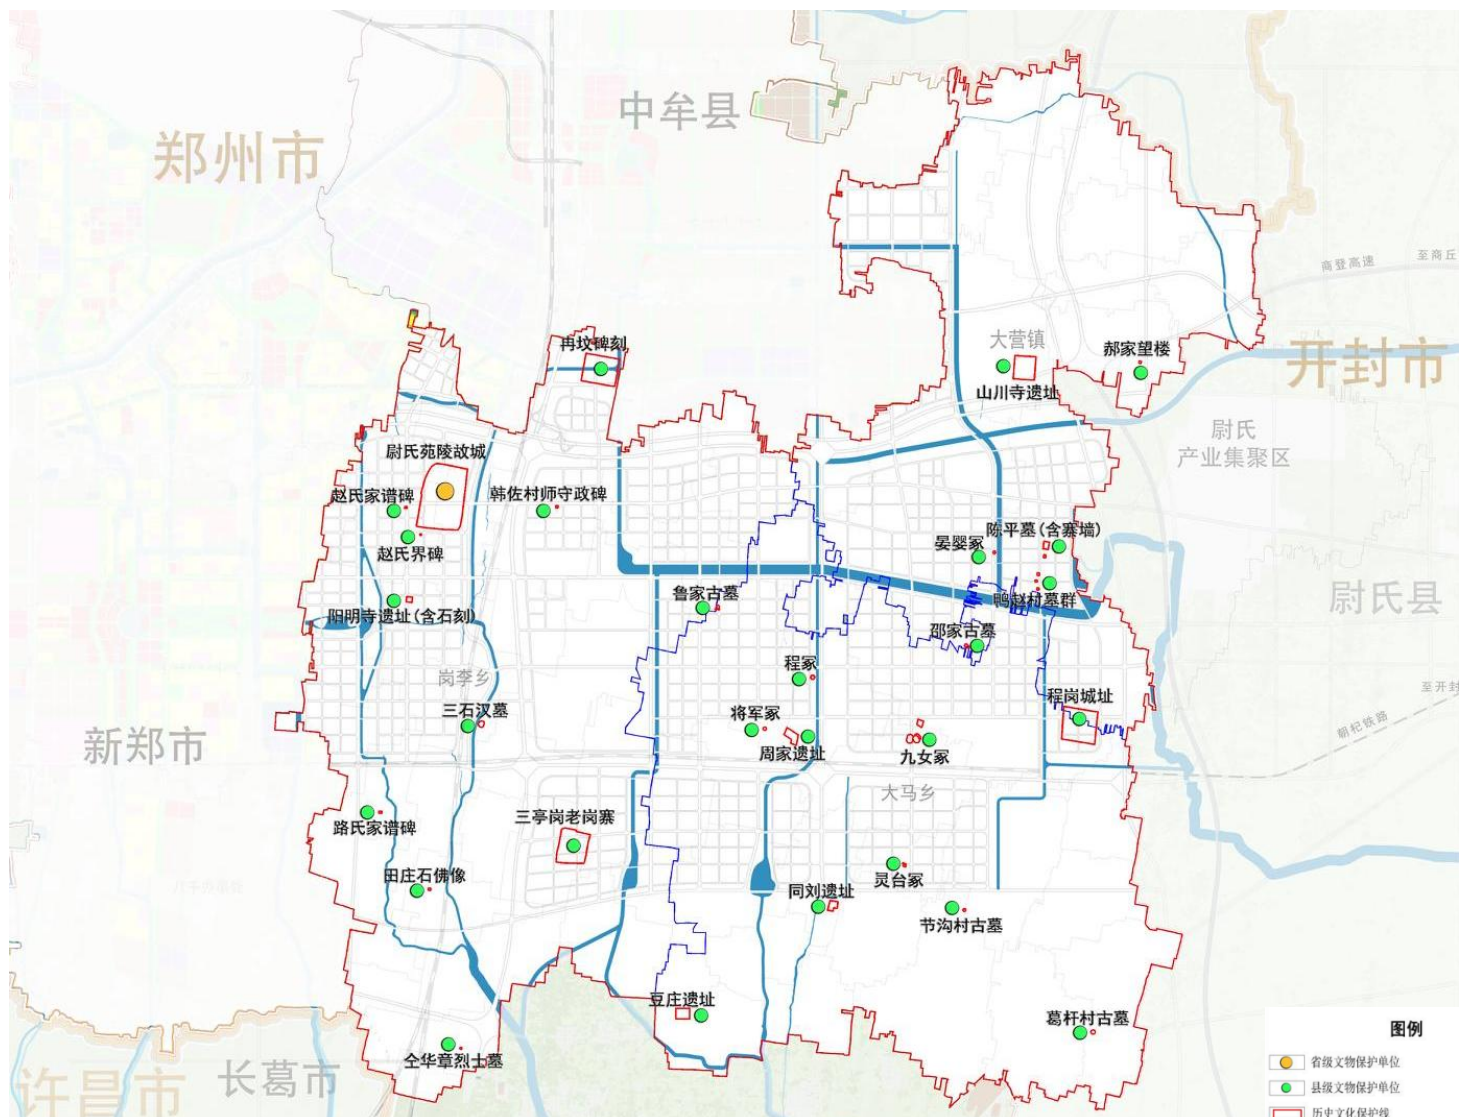 中牟县
郑州市
商登高速
至商丘
大营镇
郝家望楼
冉坟碑刻
开封市
山川寺遗址
尉氏
产业集聚区
尉氏苑陵故城
赵氏家谱碑
韩佐村师守政碑
陈平墓(含寨墙)
晏婴冢
赵氏界碑
鲁家古墓
鸭赵村墓群
尉氏县
阳明寺遗址(含石刻)
邵家古墓
岗李乡
程冢
至开封
程岗城址
三石汉墓
将军冢
新郑市
周家遗址
九女冢
朝杞铁路
大马乡
三亭岗老岗寨
路氏家谱碑
田庄石佛像
灵台冢
同刘遗址
节沟村古墓
豆庄遗址
葛杆村古墓
仝华章烈士墓
长葛市
许昌市
图例
省级文物保护单位
县级文物保护单位
历史文化保护线